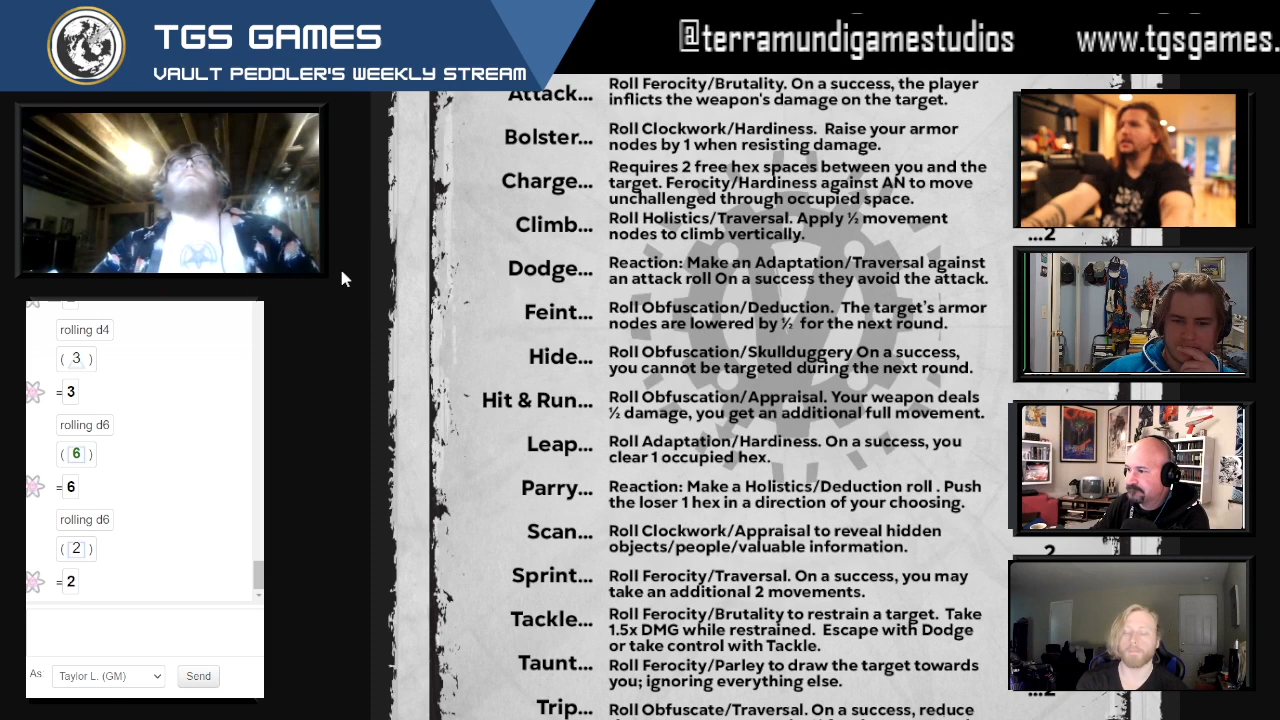 TGS GAMES
VAULT PEDDLER'S WEEKLY STREAM
@terramundigamestudios
www.tgsgames.
Attack...
Roll Ferocity/Brutality. On a success, the player
inflicts the weapon's damage on the target.
Bolster...
Roll Clockwork/Hardiness. Raise your armor
nodes by 1 when resisting damage.
Charge...
Requires 2 free hex spaces between you and the
target. Ferocity/Hardiness against AN to move
unchallenged through occupied space.
Climb...
Roll Holistics/Traversal. Apply ½ movement
nodes to climb vertically.
...2
Dodge...
Reaction: Make an Adaptation/Traversal against
an attack roll On a success they avoid the attack.
Feint...
Roll Obfuscation/Deduction. The target's armor
nodes are lowered by ½ for the next round.
Hide...
Roll Obfuscation/Skullduggery On a success,
you cannot be targeted during the next round.
Hit & Run...
Roll Obfuscation/Appraisal. Your weapon deals
½ damage, you get an additional full movement.
Leap...
Roll Adaptation/Hardiness. On a success, you
clear 1 occupied hex.
Parry...
Reaction: Make a Holistics/Deduction roll . Push
the loser 1 hex in a direction of your choosing.
Scan...
Roll Clockwork/Appraisal to reveal hidden
objects/people/valuable information.
Sprint...
Roll Ferocity/Traversal. On a success, you may
take an additional 2 movements.
Tackle...
Roll Ferocity/Brutality to restrain a target. Take
1.5x DMG while restrained. Escape with Dodge
or take control with Tackle.
Taunt...
Roll Ferocity/Parley to draw the target towards
you; ignoring everything else.
...2
Trip...
Roll Obfuscate/Traversal. On a success, reduce
rolling d4
( 3 )
=3
rolling d6
( 6 )
=6
rolling d6
( 2 )
=2
As:
Taylor L. (GM)
Send